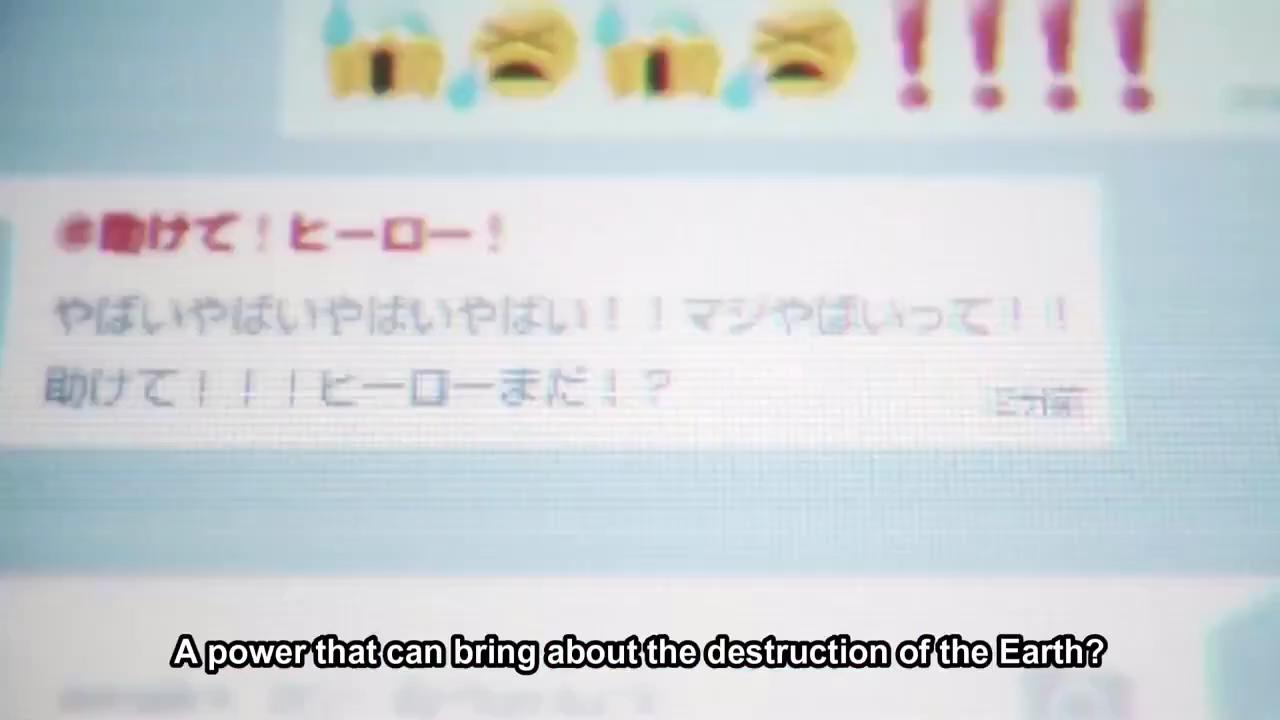 ❗❗❗❗
#助けて！ヒーロー！
やばいやばいやばいやばい！！マジやばいって！！
助けて！！！ヒーローまだ！？
A power that can bring about the destruction of the Earth?